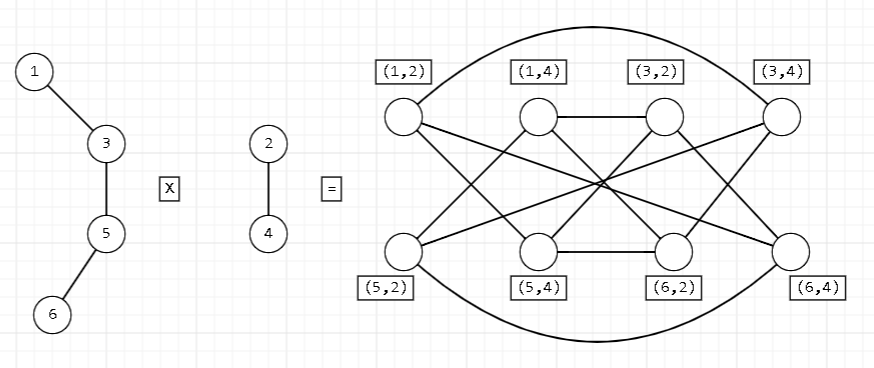 1
3
5
6
X
2
4
=
(1,2) (1,4) (3,2) (3,4)
(5,2) (5,4) (6,2) (6,4)